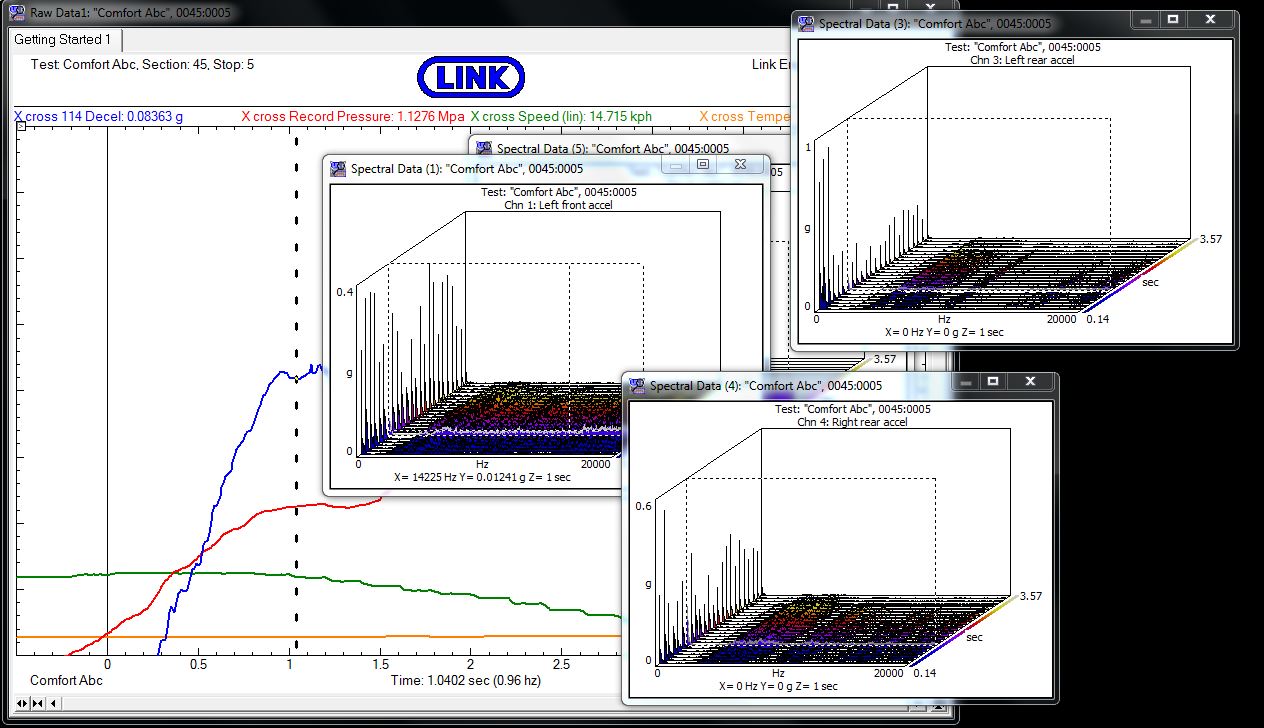 Raw Data1: "Comfort Abc", 0045:0005
Getting Started 1
Test: Comfort Abc, Section: 45, Stop: 5
LINK
Link En
X cross 114 Decel: 0.08363 g
X cross Record Pressure: 1.1276 Mpa
X cross Speed (lin): 14.715 kph
X cross Tempe
0
0.5
1
1.5
2
2.5
Comfort Abc
Time: 1.0402 sec (0.96 hz)
Spectral Data (5): "Comfort Abc", 0045:0005
05
3.57
Spectral Data (1): "Comfort Abc", 0045:0005
Test: "Comfort Abc", 0045:0005
Chn 1: Left front accel
0.4
g
0
0
Hz
20000
X= 14225 Hz Y= 0.01241 g Z= 1 sec
Spectral Data (3): "Comfort Abc", 0045:0005
Test: "Comfort Abc", 0045:0005
Chn 3: Left rear accel
1
g
0
3.57
sec
0
Hz
20000
0.14
X= 0 Hz Y= 0 g Z= 1 sec
Spectral Data (4): "Comfort Abc", 0045:0005
Test: "Comfort Abc", 0045:0005
Chn 4: Right rear accel
0.6
g
0
3.57
sec
0
Hz
20000
0.14
X= 0 Hz Y= 0 g Z= 1 sec